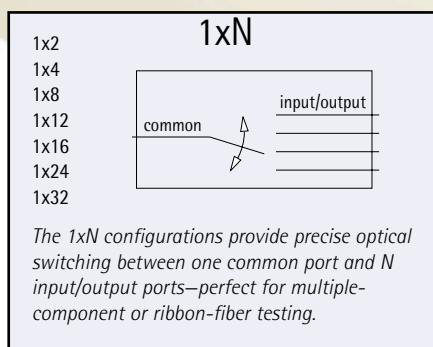 1xN
1x2
1x4
1x8
1x12
1x16
1x24
1x32
common
input/output
The 1xN configurations provide precise optical
switching between one common port and N
input/output ports—perfect for multiple-
component or ribbon-fiber testing.